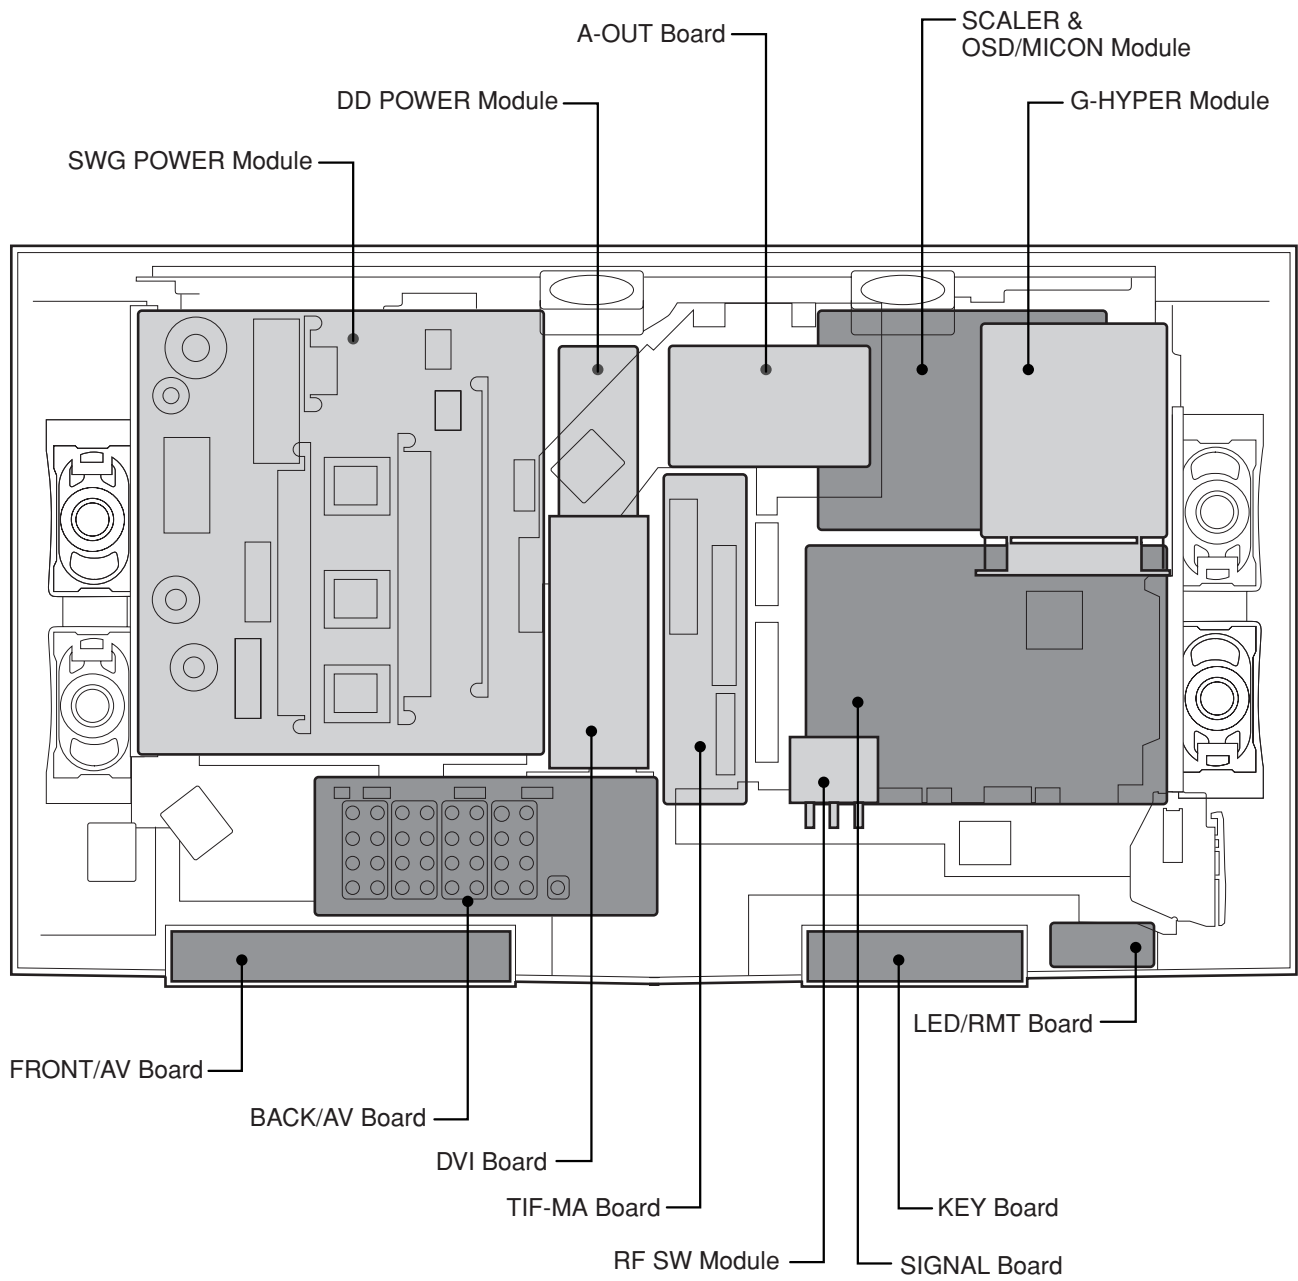 SCALER &
OSD/MICON Module
A-OUT Board
DD POWER Module
G-HYPER Module
SWG POWER Module
LED/RMT Board
FRONT/AV Board
BACK/AV Board
DVI Board
TIF-MA Board
KEY Board
RF SW Module
SIGNAL Board